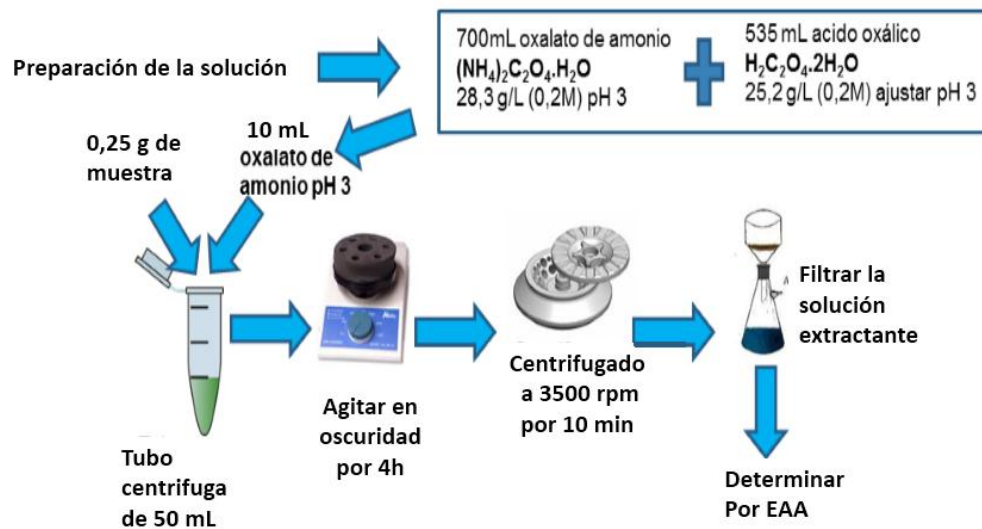 Preparación de la solución
700mL oxalato de amonio
(NH₄)₂C₂O₄.H₂O
28,3 g/L (0,2M) pH 3
535 mL acido oxálico
H₂C₂O₄.2H₂O
25,2 g/L (0,2M) ajustar pH 3
0,25 g de
muestra
10 mL
oxalato de
amonio pH 3
Tubo
centrifuga
de 50 mL
Agitar en
oscuridad
por 4h
Centrifugado
a 3500 rpm
por 10 min
Filtrar la
solución
extractante
Determinar
Por EAA